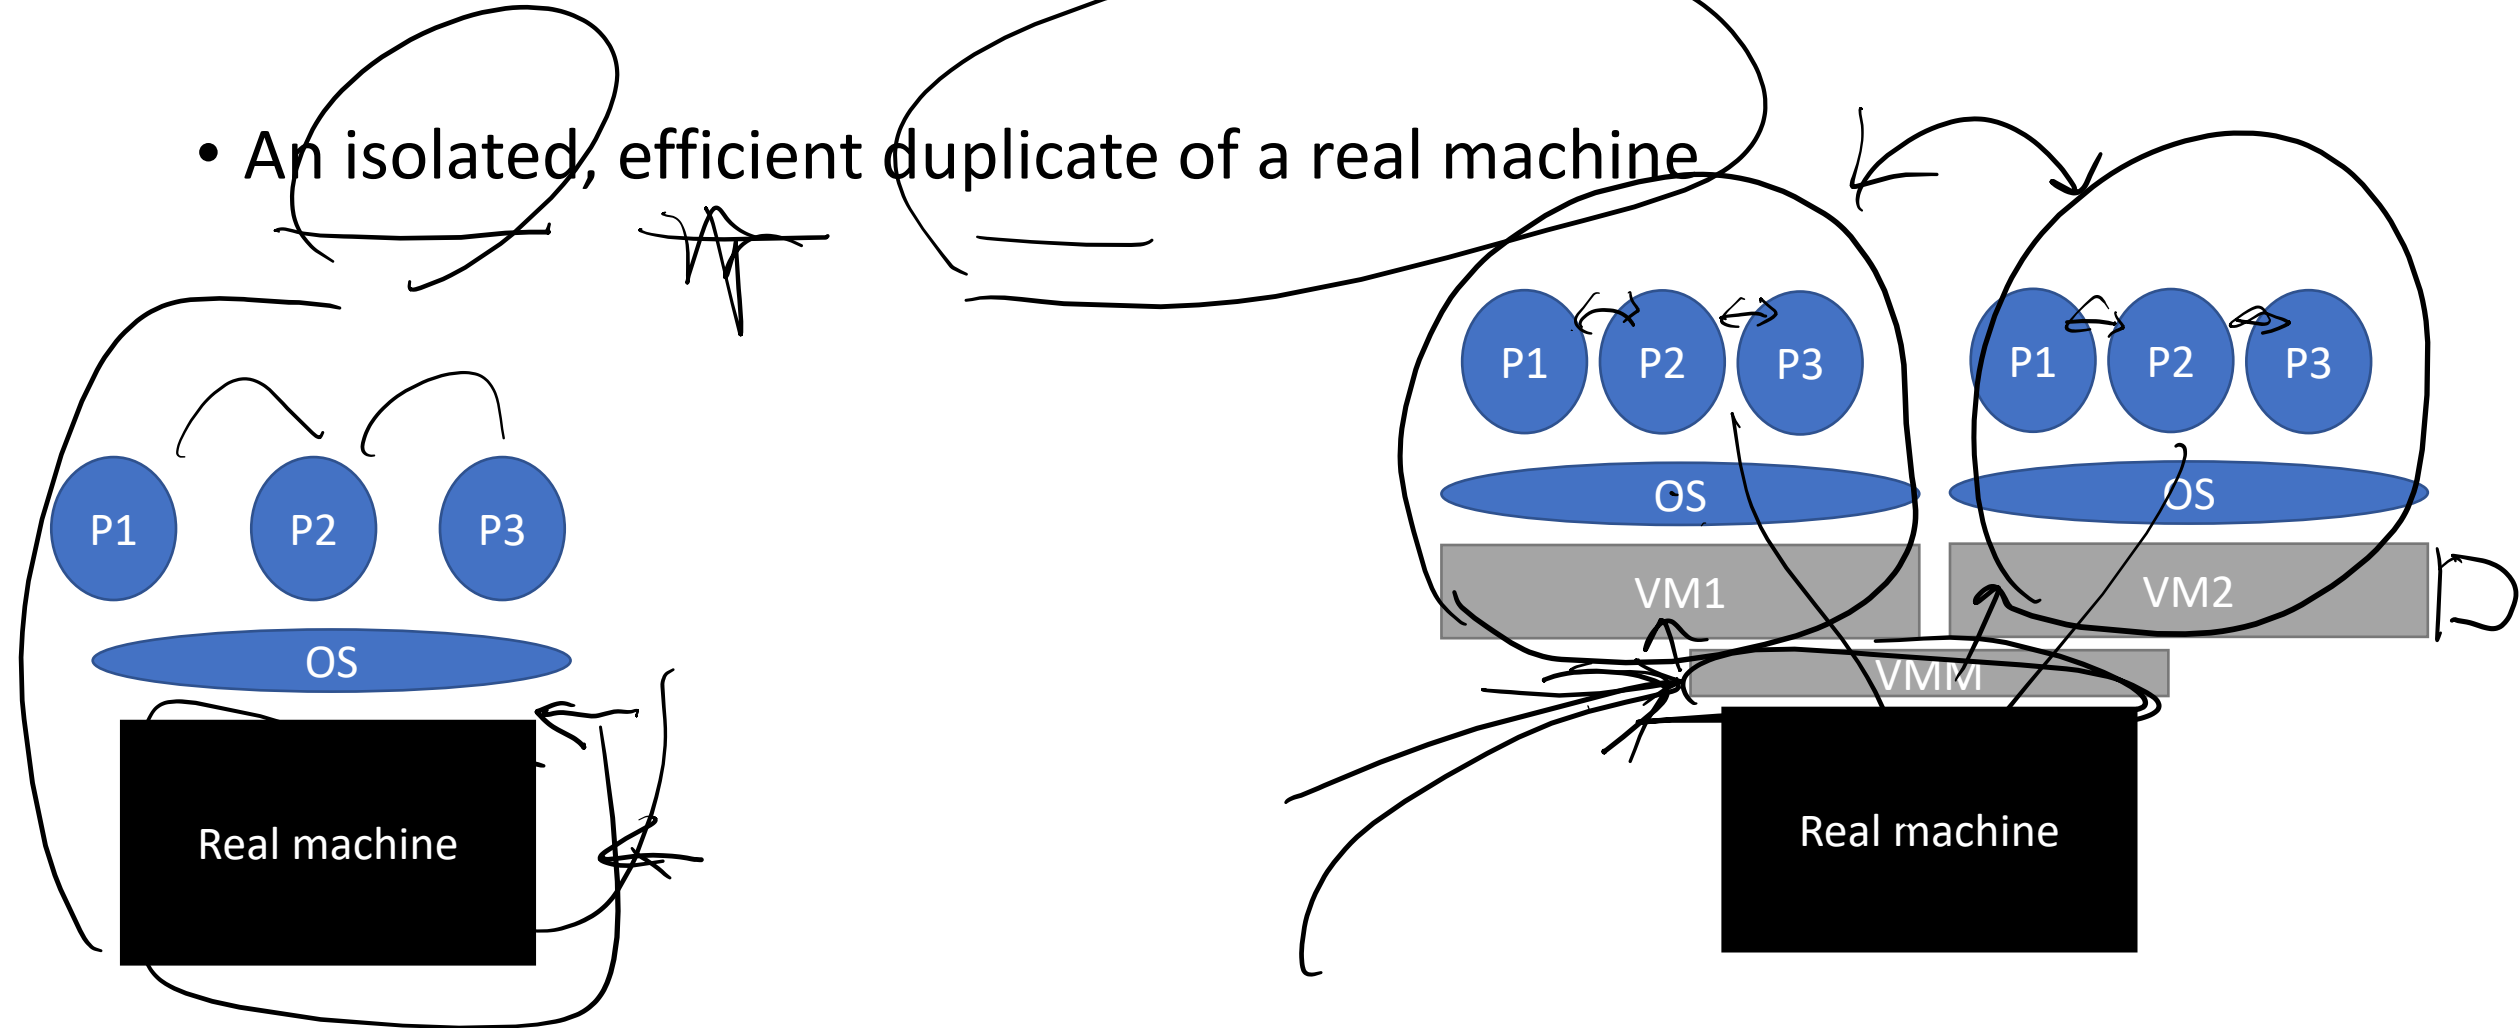 • An isolated, efficient duplicate of a real machine
P1 P2 P3 P1 P2 P3
OS OS
P1 P2 P3
VM1 VM2
OS
VMM
Real machine Real machine